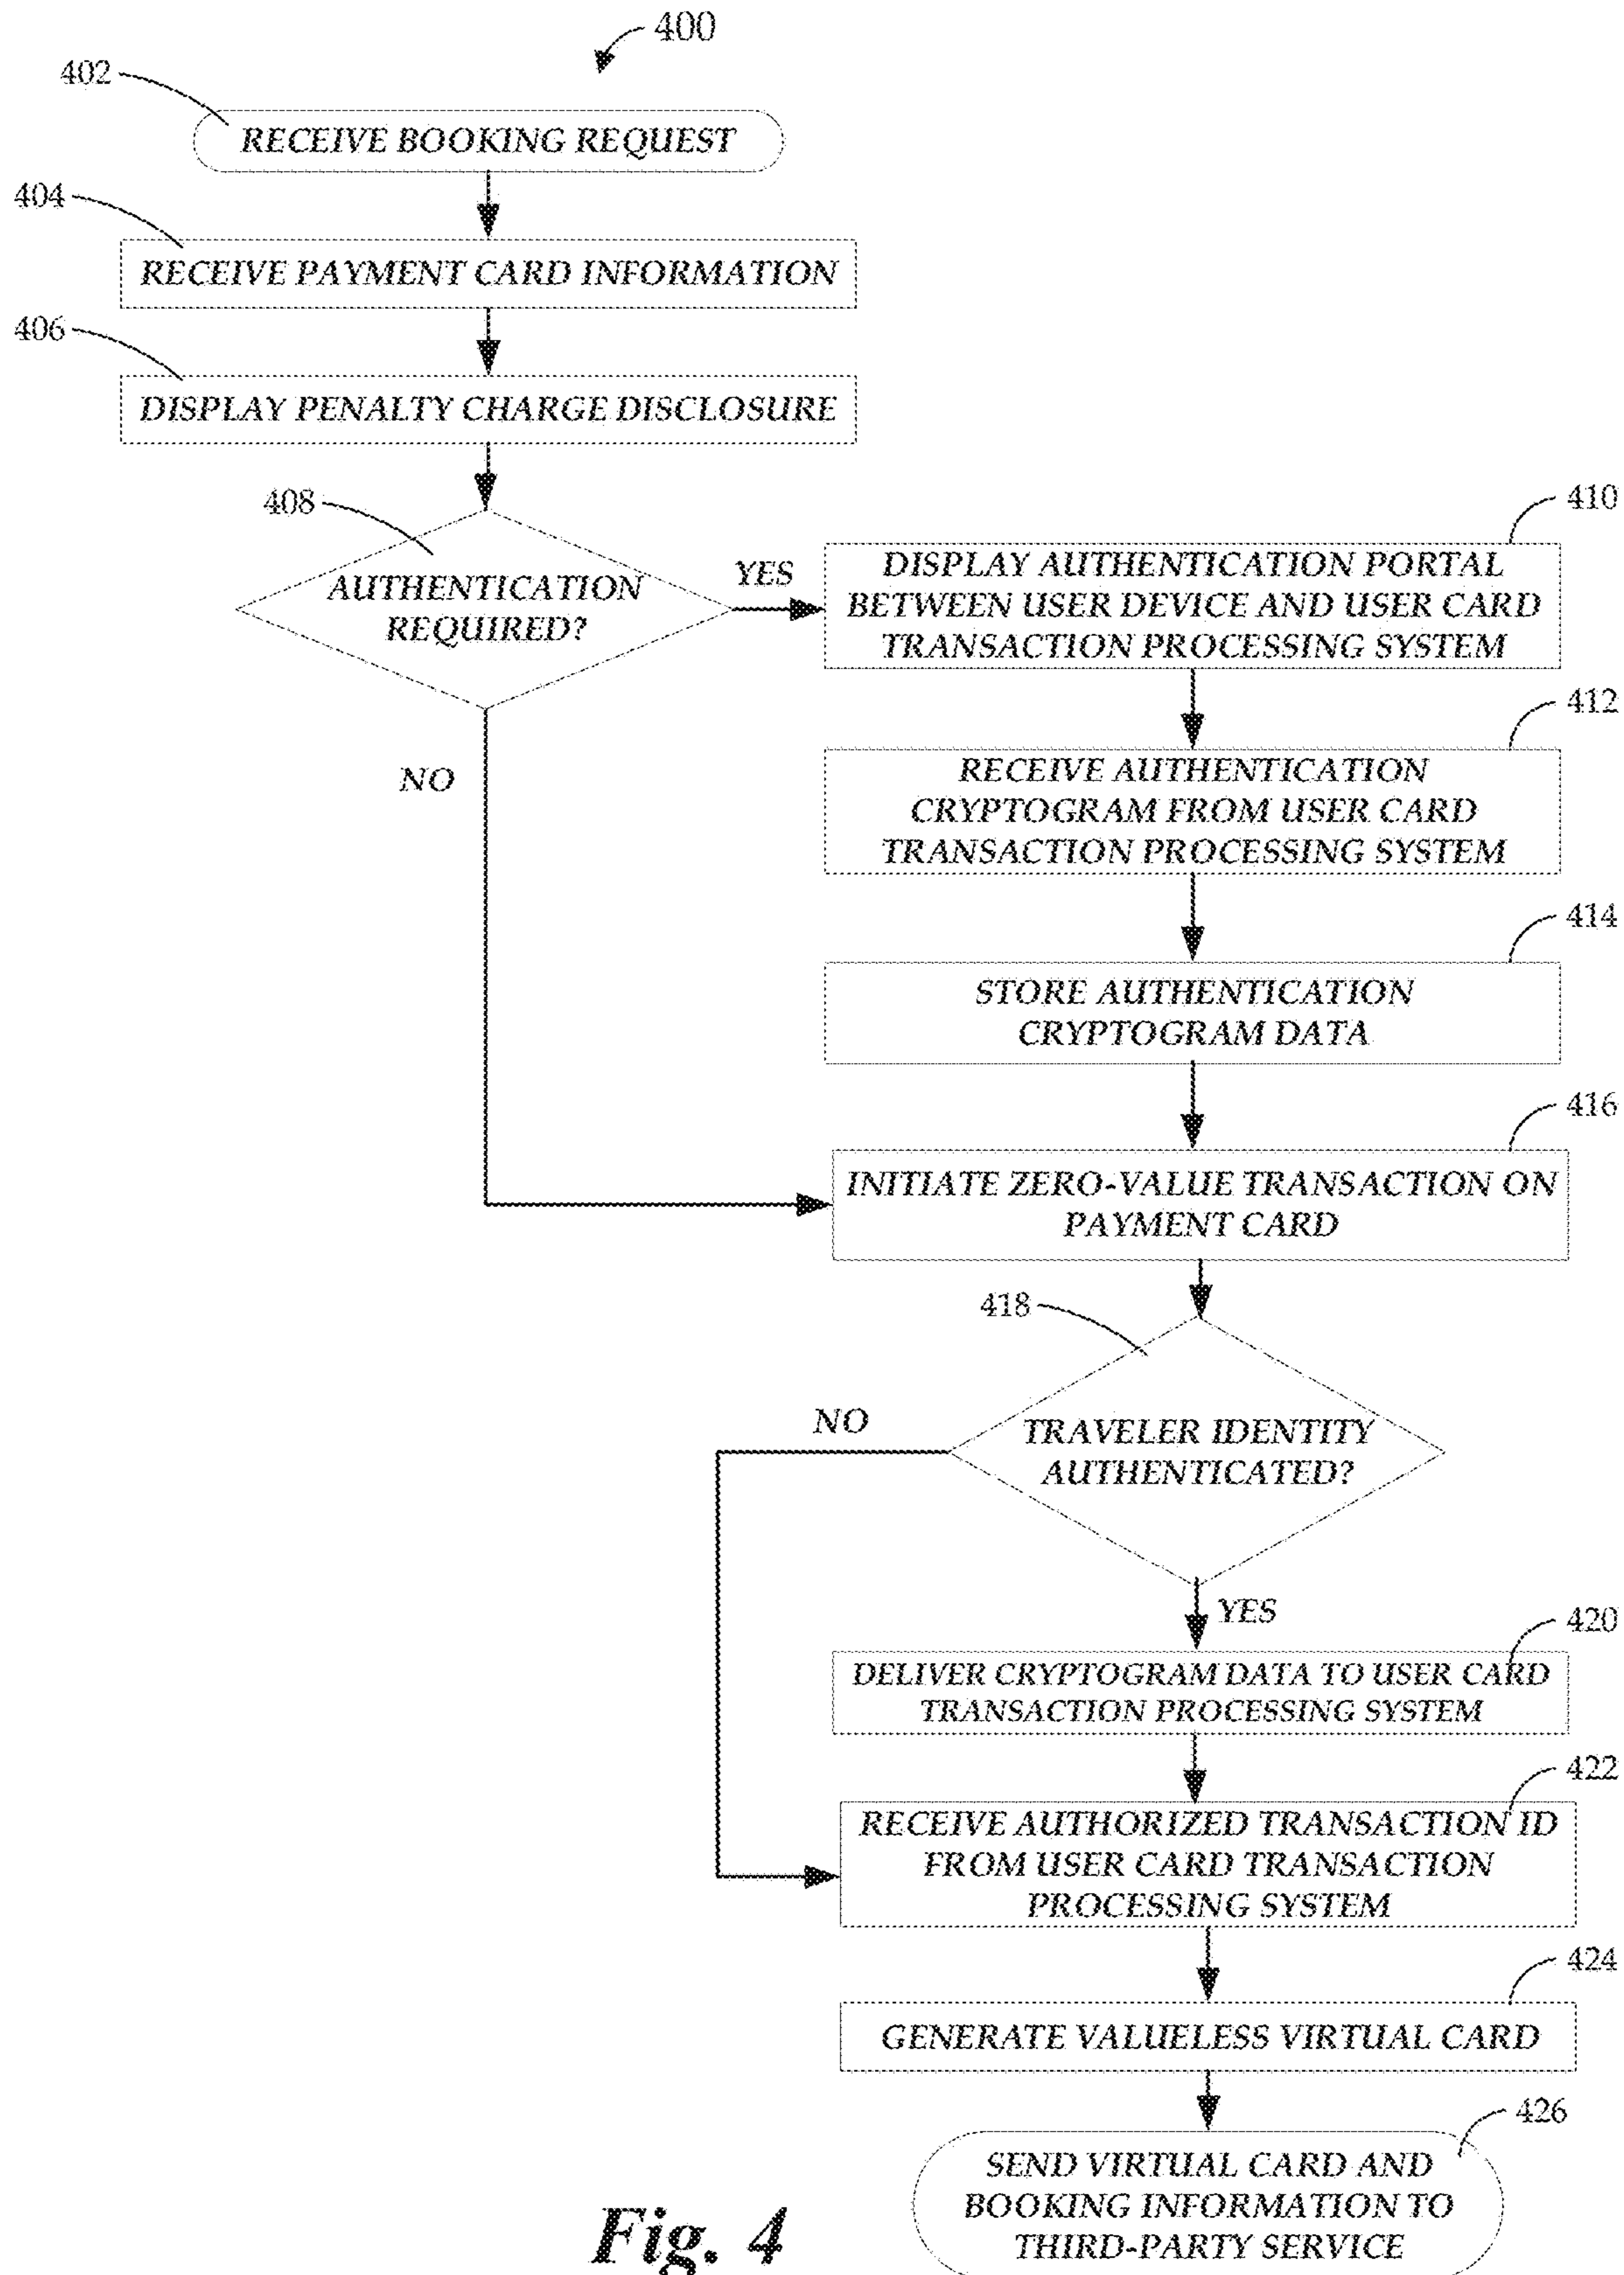 400
402
RECEIVE BOOKING REQUEST
404
RECEIVE PAYMENT CARD INFORMATION
406
DISPLAY PENALTY CHARGE DISCLOSURE
408
AUTHENTICATION
REQUIRED?
YES
NO
410
DISPLAY AUTHENTICATION PORTAL
BETWEEN USER DEVICE AND USER CARD
TRANSACTION PROCESSING SYSTEM
412
RECEIVE AUTHENTICATION
CRYPTOGRAM FROM USER CARD
TRANSACTION PROCESSING SYSTEM
414
STORE AUTHENTICATION
CRYPTOGRAM DATA
416
INITIATE ZERO-VALUE TRANSACTION ON
PAYMENT CARD
418
TRAVELER IDENTITY
AUTHENTICATED?
NO
YES
420
DELIVER CRYPTOGRAM DATA TO USER CARD
TRANSACTION PROCESSING SYSTEM
422
RECEIVE AUTHORIZED TRANSACTION ID
FROM USER CARD TRANSACTION
PROCESSING SYSTEM
424
GENERATE VALUELESS VIRTUAL CARD
426
SEND VIRTUAL CARD AND
BOOKING INFORMATION TO
THIRD-PARTY SERVICE
Fig. 4